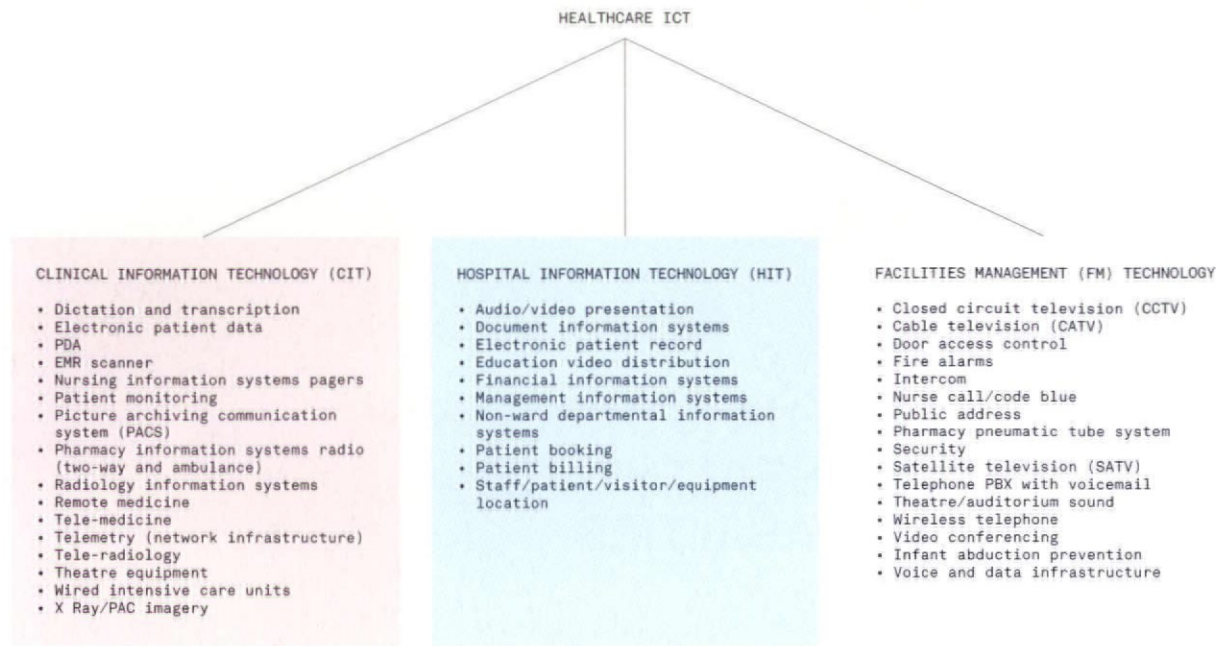 HEALTHCARE ICT
CLINICAL INFORMATION TECHNOLOGY (CIT)
• Dictation and transcription
• Electronic patient data
• PDA
• EMR scanner
• Nursing information systems pagers
• Patient monitoring
• Picture archiving communication
system (PACS)
• Pharmacy information systems radio
(two-way and ambulance)
• Radiology information systems
• Remote medicine
• Tele-medicine
• Telemetry (network infrastructure)
• Tele-radiology
• Theatre equipment
• Wired intensive care units
• X Ray/PAC imagery
HOSPITAL INFORMATION TECHNOLOGY (HIT)
• Audio/video presentation
• Document information systems
• Electronic patient record
• Education video distribution
• Financial information systems
• Management information systems
• Non-ward departmental information
systems
• Patient booking
• Patient billing
• Staff/patient/visitor/equipment
location
FACILITIES MANAGEMENT (FM) TECHNOLOGY
• Closed circuit television (CCTV)
• Cable television (CATV)
• Door access control
• Fire alarms
• Intercom
• Nurse call/code blue
• Public address
• Pharmacy pneumatic tube system
• Security
• Satellite television (SATV)
• Telephone PBX with voicemail
• Theatre/auditorium sound
• Wireless telephone
• Video conferencing
• Infant abduction prevention
• Voice and data infrastructure